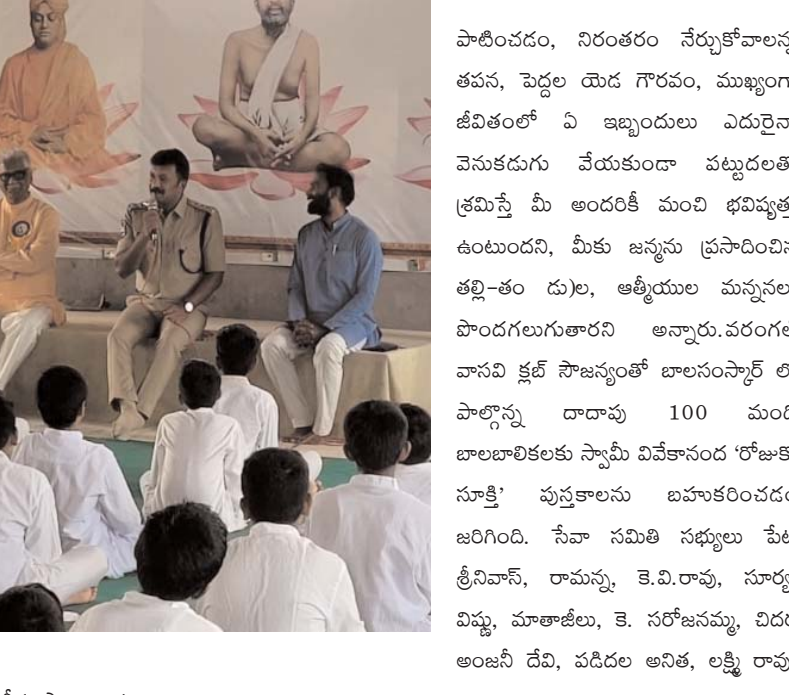 పాటించడం, నిరంతరం నేర్చుకోవాలన్న
తపన, పెద్దల యెడ గౌరవం, ముఖ్యంగా
జీవితంలో ఏ ఇబ్బందులు ఎదురైనా
వెనుకడుగు వేయకుండా పట్టుదలతో
శ్రమిస్తే మీ అందరికీ మంచి భవిష్యత్తు
ఉంటుందని, మీకు జన్మను ప్రసాదించిన
తల్లి-తం డు)ల, ఆత్మీయుల మన్ననలు
పొందగలుగుతారని అన్నారు.వరంగల్
వాసవి క్లబ్ సౌజన్యంతో బాలసంస్కార్ లో
పాల్గొన్న దాదాపు 100 మంది
బాలబాలికలకు స్వామీ వివేకానంద ‘రోజుకో
సూక్తి’ పుస్తకాలను బహుకరించడం
జరిగింది. సేవా సమితి సభ్యులు పేట
శ్రీనివాస్, రామన్న, కె.వి.రావు, సూర్య
విష్ణు, మాతాజీలు, కె. సరోజనమ్మ, చిదర
అంజనీ దేవి, పడిదల అనిత, లక్ష్మి రావు